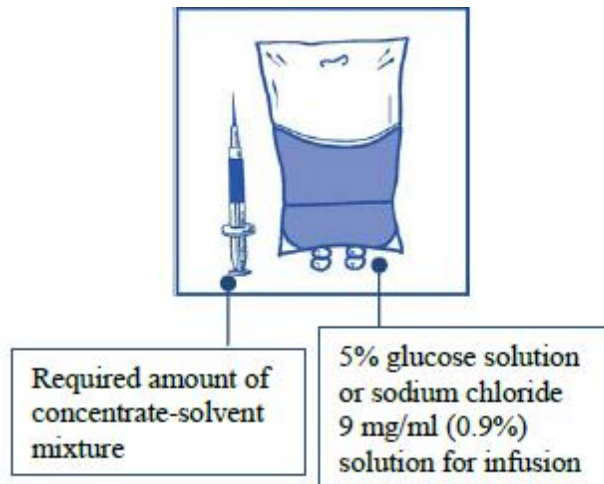 Required amount of
concentrate-solvent
mixture
5% glucose solution
or sodium chloride
9 mg/ml (0.9%)
solution for infusion